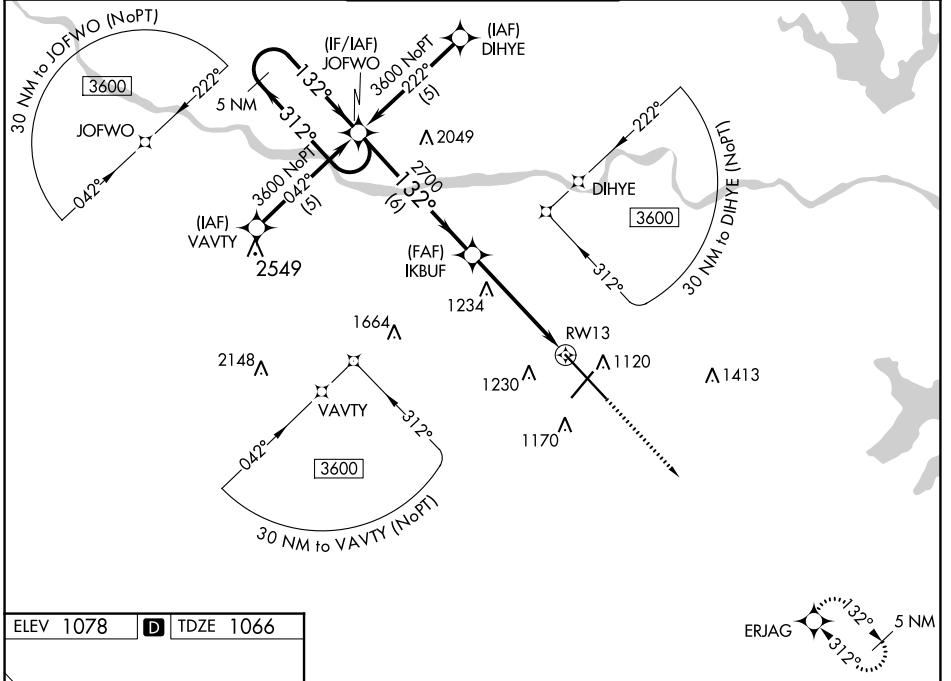 30 NM to JOFWO (NoPT)
3600
222°
JOFWO
042°
5 NM
132°
312°
(IF/IAF)
JOFWO
3600 NoPT
222°
(5)
(IAF)
DIHYE
2049
3600 NoPT
042°
(5)
(IAF)
VAVTY
2549
2700
132°
(6)
(FAF)
IKBUF
1234
222°
DIHYE
3600
312°
30 NM to DIHYE (NoPT)
1664
2148
RW13
1230
1120
1413
1170
VAVTY
042°
312°
3600
30 NM to VAVTY (NoPT)
ELEV 1078 D TDZE 1066
ERJAG
132°
312°
5 NM